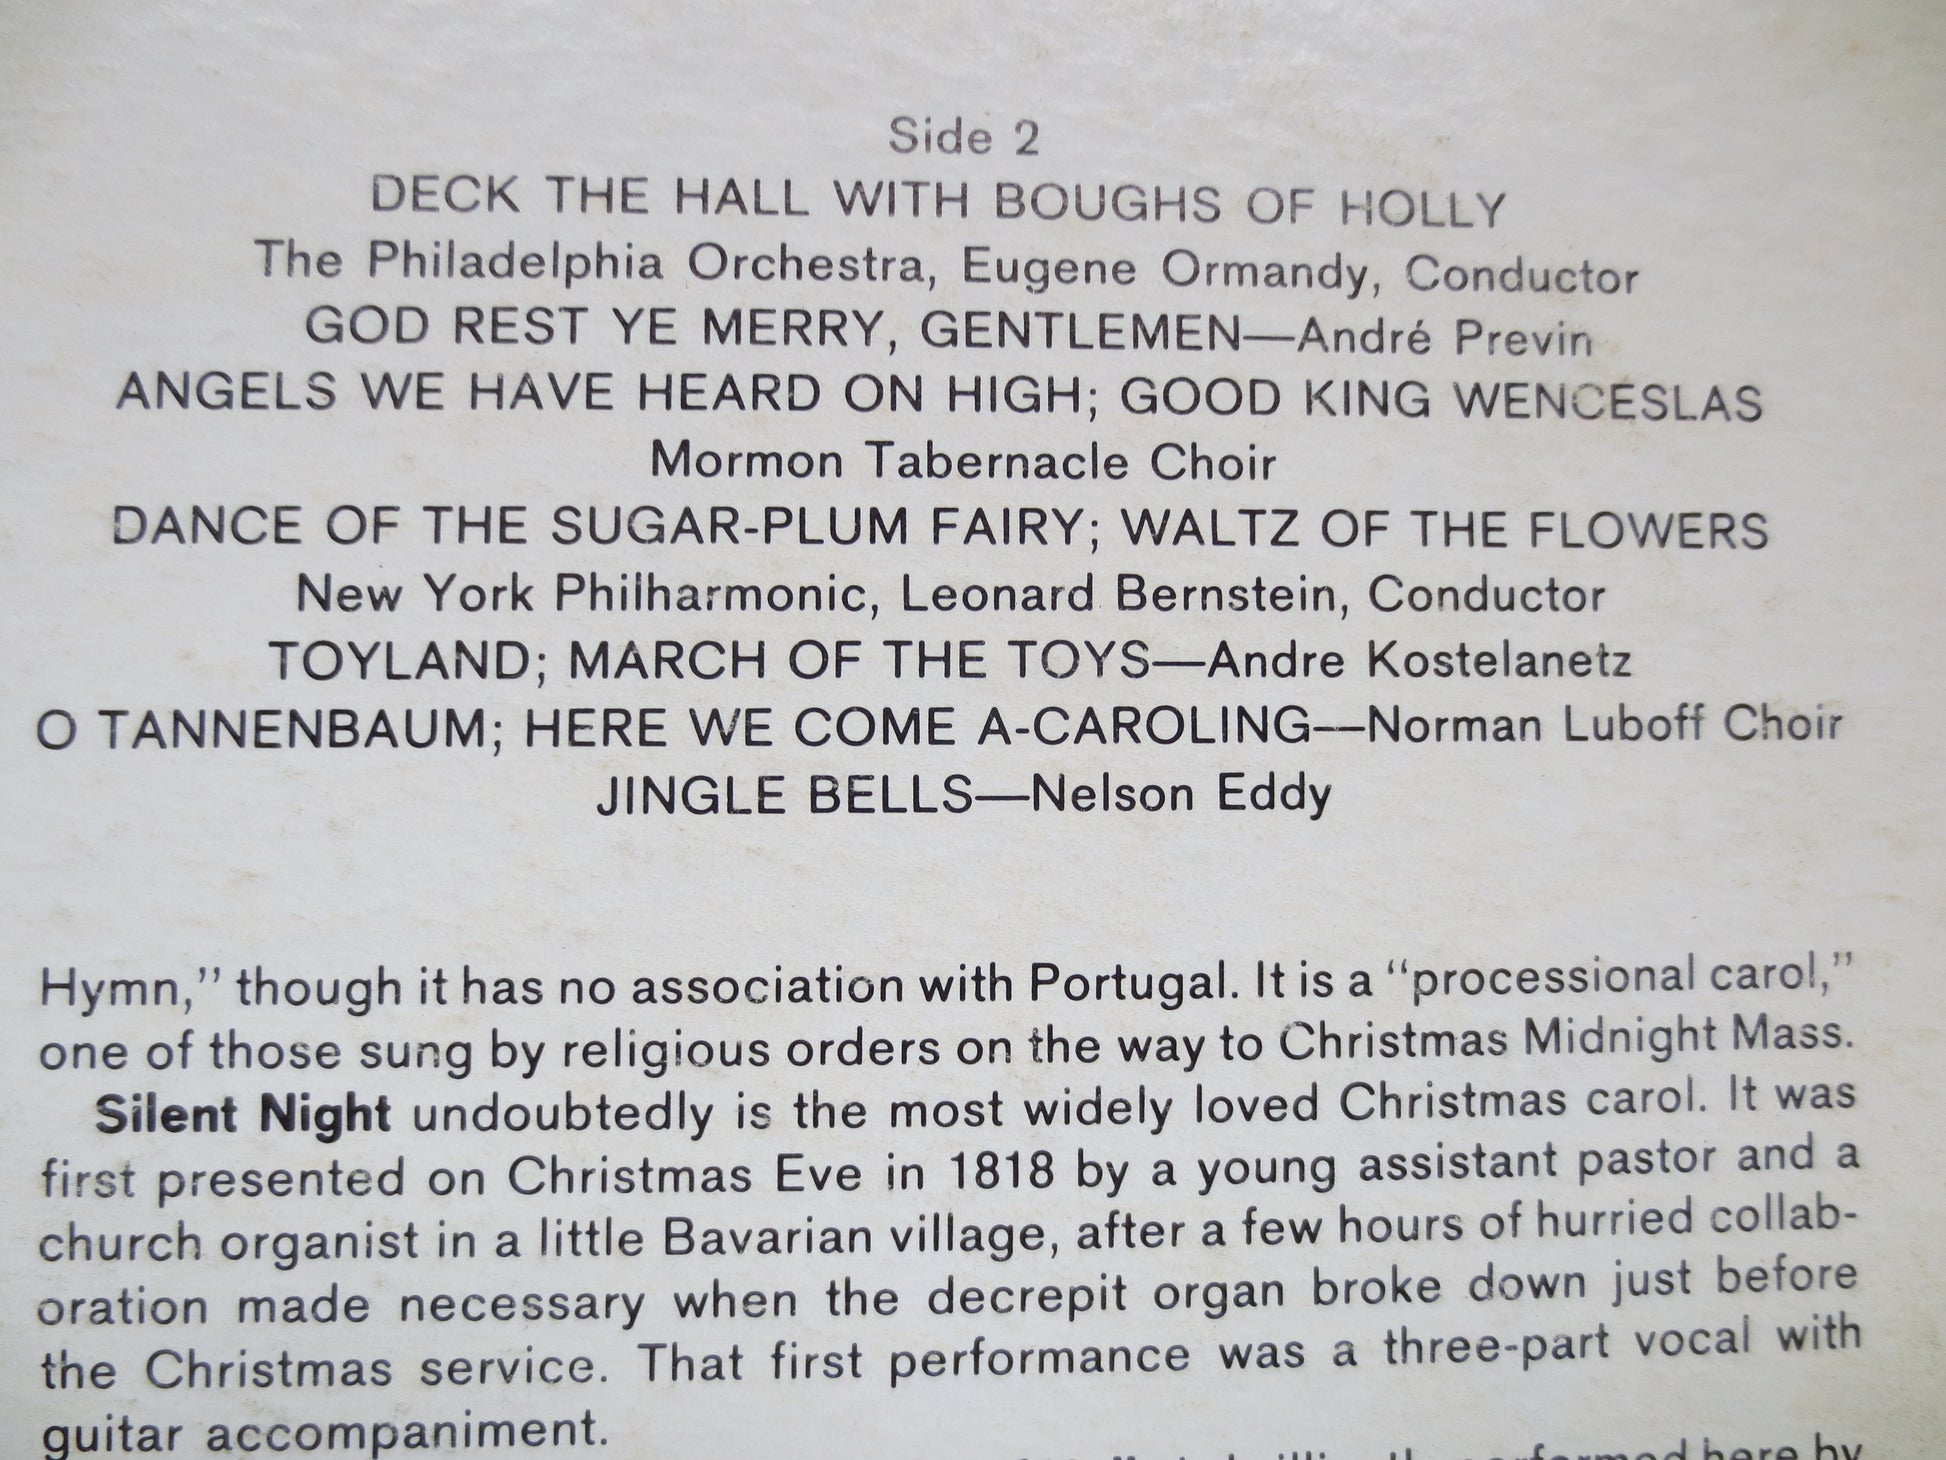 Side 2
DECK THE HALL WITH BOUGHS OF HOLLY
The Philadelphia Orchestra, Eugene Ormandy, Conductor
GOD REST YE MERRY, GENTLEMEN—André Previn
ANGELS WE HAVE HEARD ON HIGH; GOOD KING WENCESLAS
Mormon Tabernacle Choir
DANCE OF THE SUGAR-PLUM FAIRY; WALTZ OF THE FLOWERS
New York Philharmonic, Leonard Bernstein, Conductor
TOYLAND; MARCH OF THE TOYS—Andre Kostelanetz
O TANNENBAUM; HERE WE COME A-CAROLING—Norman Luboff Choir
JINGLE BELLS—Nelson Eddy
Hymn,” though it has no association with Portugal. It is a “processional carol,”
one of those sung by religious orders on the way to Christmas Midnight Mass.
Silent Night undoubtedly is the most widely loved Christmas carol. It was
first presented on Christmas Eve in 1818 by a young assistant pastor and a
church organist in a little Bavarian village, after a few hours of hurried collab-
oration made necessary when the decrepit organ broke down just before
the Christmas service. That first performance was a three-part vocal with
guitar accompaniment.
performed here by